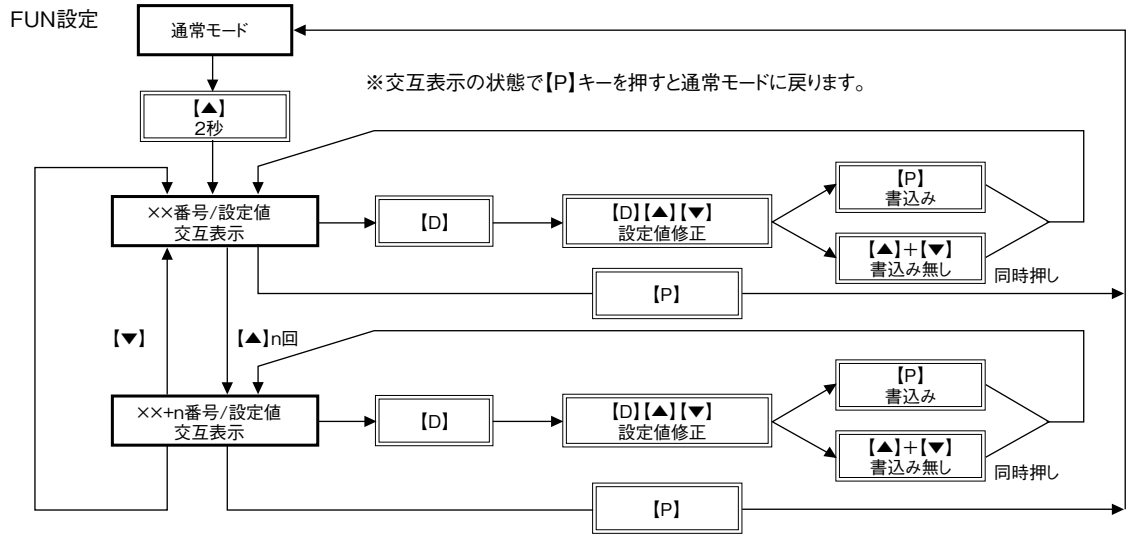 FUN設定
通常モード
※交互表示の状態で【P】キーを押すと通常モードに戻ります。
【▲】
2秒
××番号/設定値
交互表示
【D】
【D】【▲】【▼】
設定値修正
【P】
書込み
【▲】+【▼】
書込み無し
同時押し
【P】
【▼】
【▲】n回
××+n番号/設定値
交互表示
【D】
【D】【▲】【▼】
設定値修正
【P】
書込み
【▲】+【▼】
書込み無し
同時押し
【P】